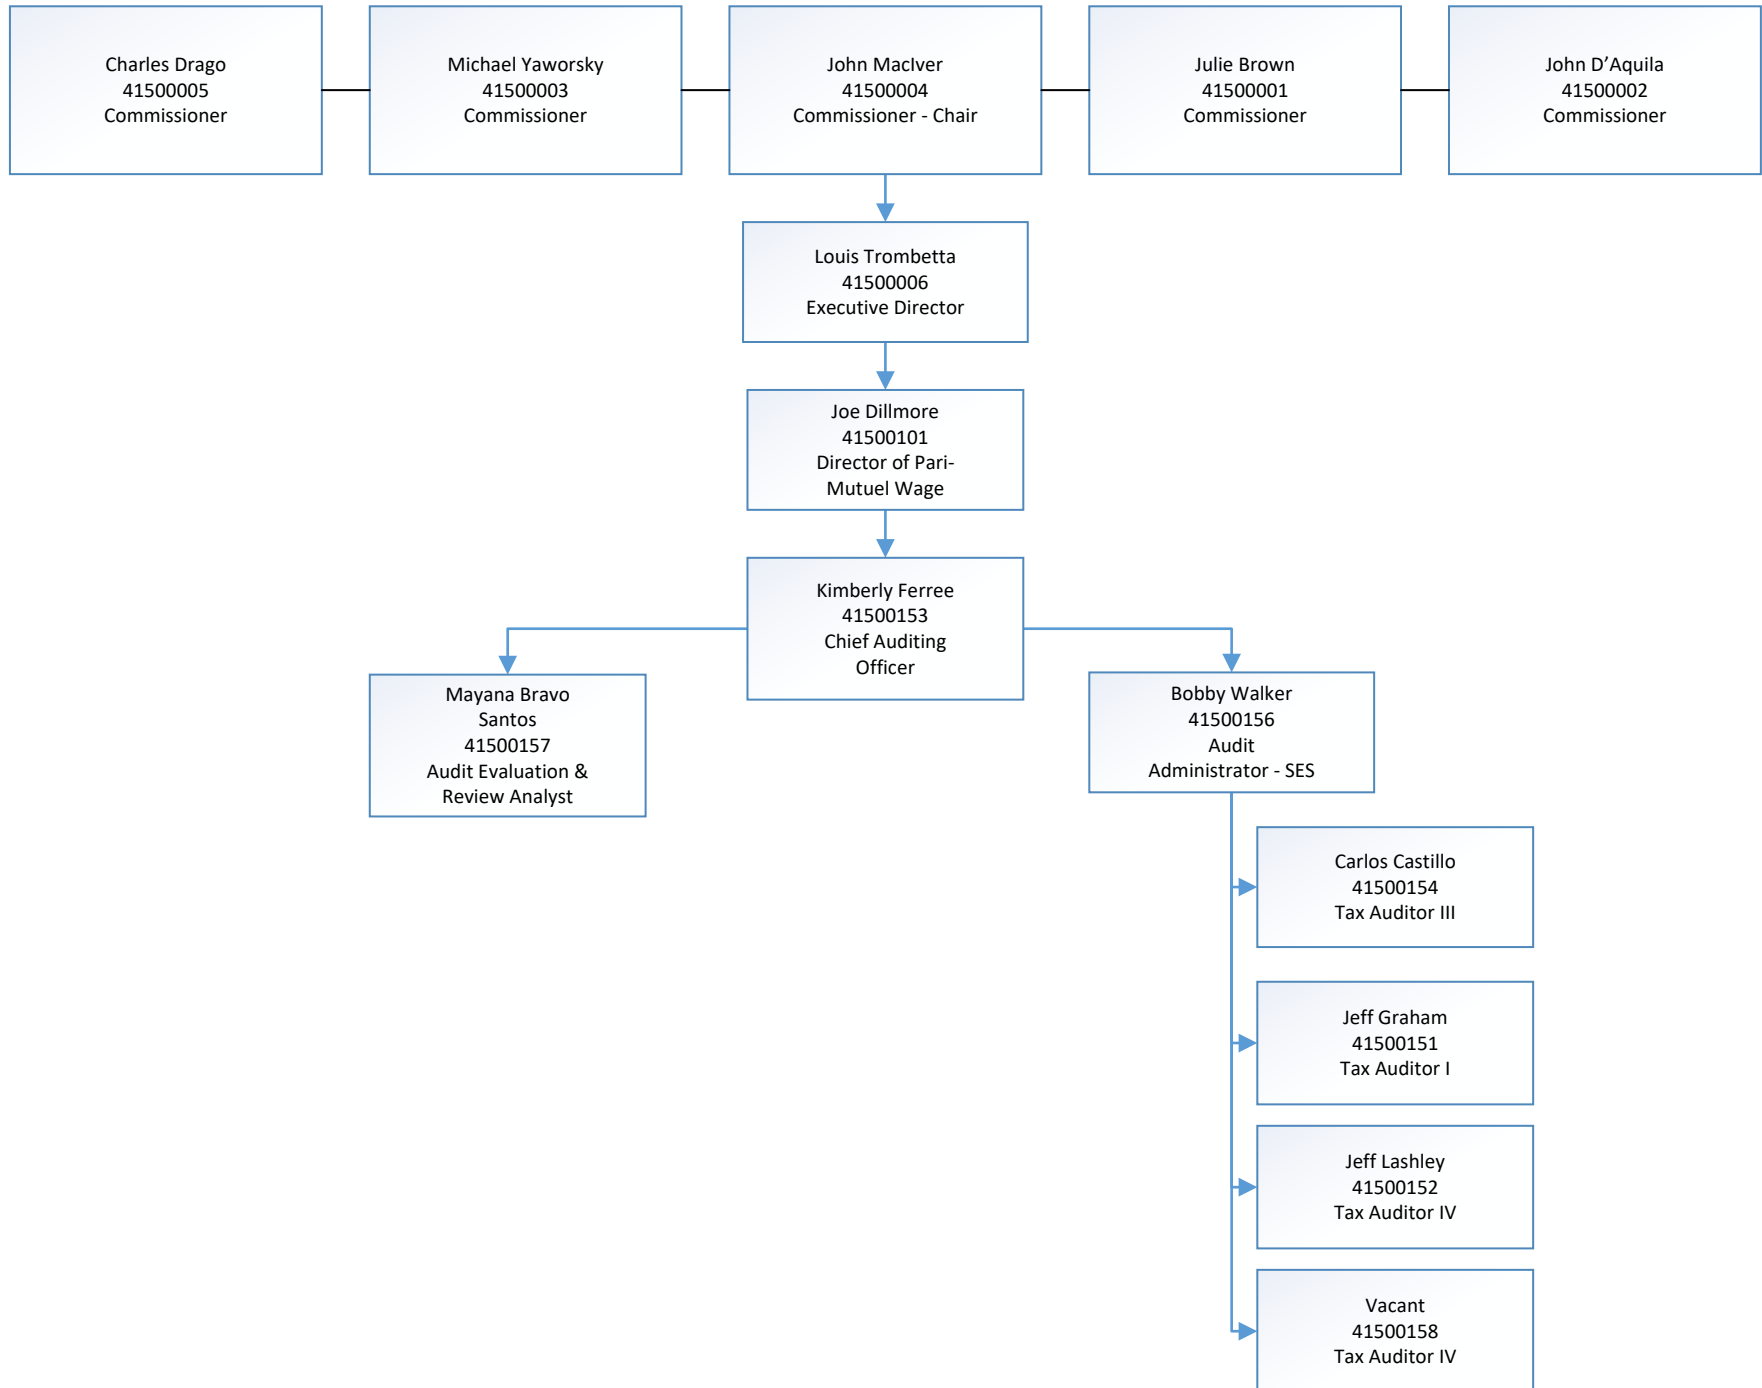 Charles Drago
41500005
Commissioner
Michael Yaworsky
41500003
Commissioner
John MacIver
41500004
Commissioner - Chair
Julie Brown
41500001
Commissioner
John D’Aquila
41500002
Commissioner
Louis Trombetta
41500006
Executive Director
Joe Dillmore
41500101
Director of Pari-
Mutuel Wage
Kimberly Ferree
41500153
Chief Auditing
Officer
Mayana Bravo
Santos
41500157
Audit Evaluation &
Review Analyst
Bobby Walker
41500156
Audit
Administrator - SES
Carlos Castillo
41500154
Tax Auditor III
Jeff Graham
41500151
Tax Auditor I
Jeff Lashley
41500152
Tax Auditor IV
Vacant
41500158
Tax Auditor IV